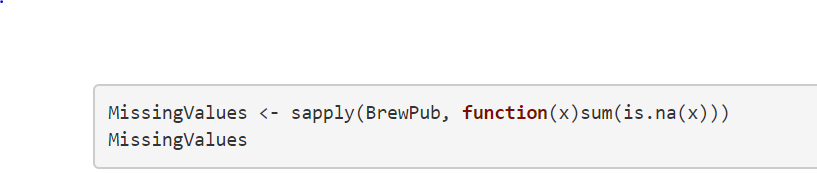 MissingValues <- sapply(BrewPub, function(x)sum(is.na(x)))
MissingValues